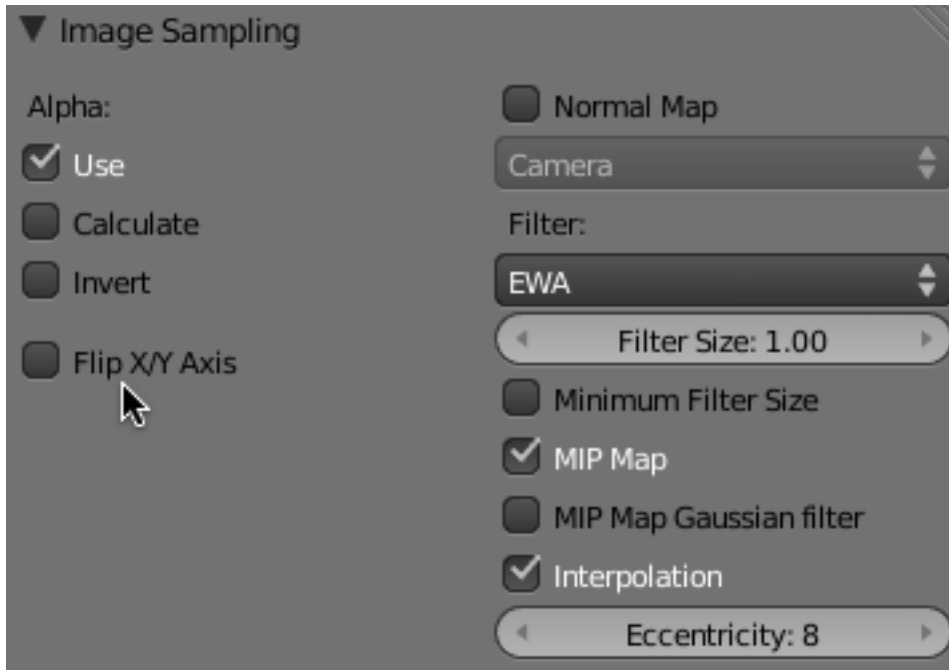 Image Sampling
Alpha:
Use
Calculate
Invert
Flip X/Y Axis
Normal Map
Camera
Filter:
EWA
Filter Size: 1.00
Minimum Filter Size
MIP Map
MIP Map Gaussian filter
Interpolation
Eccentricity: 8